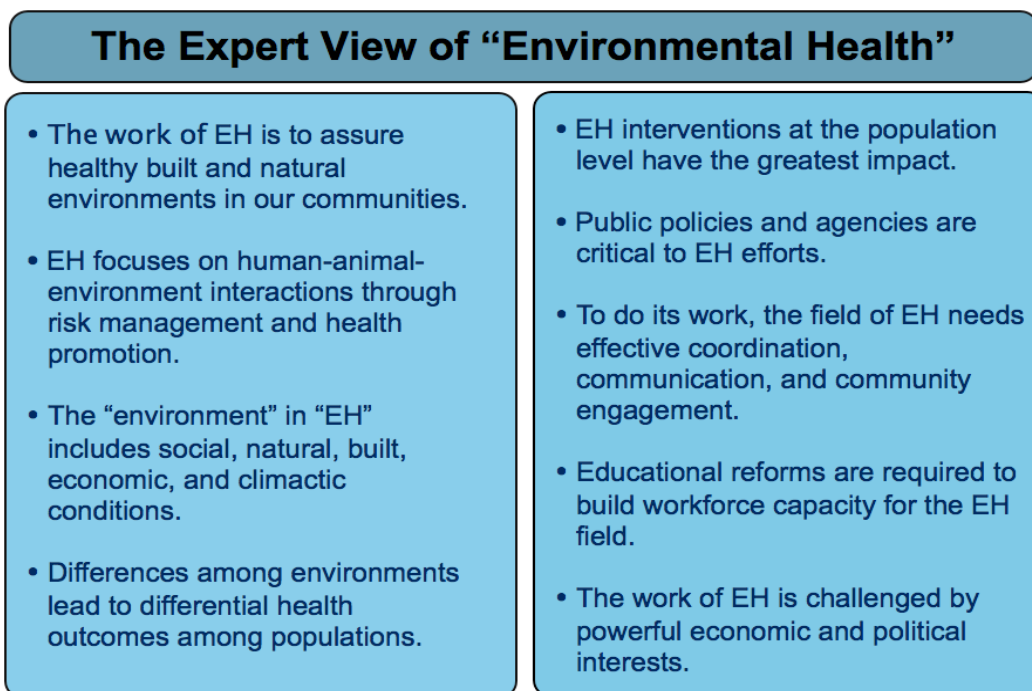 The Expert View of “Environmental Health”
• The work of EH is to assure
healthy built and natural
environments in our communities.
• EH focuses on human-animal-
environment interactions through
risk management and health
promotion.
• The “environment” in “EH”
includes social, natural, built,
economic, and climactic
conditions.
• Differences among environments
lead to differential health
outcomes among populations.
• EH interventions at the population
level have the greatest impact.
• Public policies and agencies are
critical to EH efforts.
• To do its work, the field of EH needs
effective coordination,
communication, and community
engagement.
• Educational reforms are required to
build workforce capacity for the EH
field.
• The work of EH is challenged by
powerful economic and political
interests.